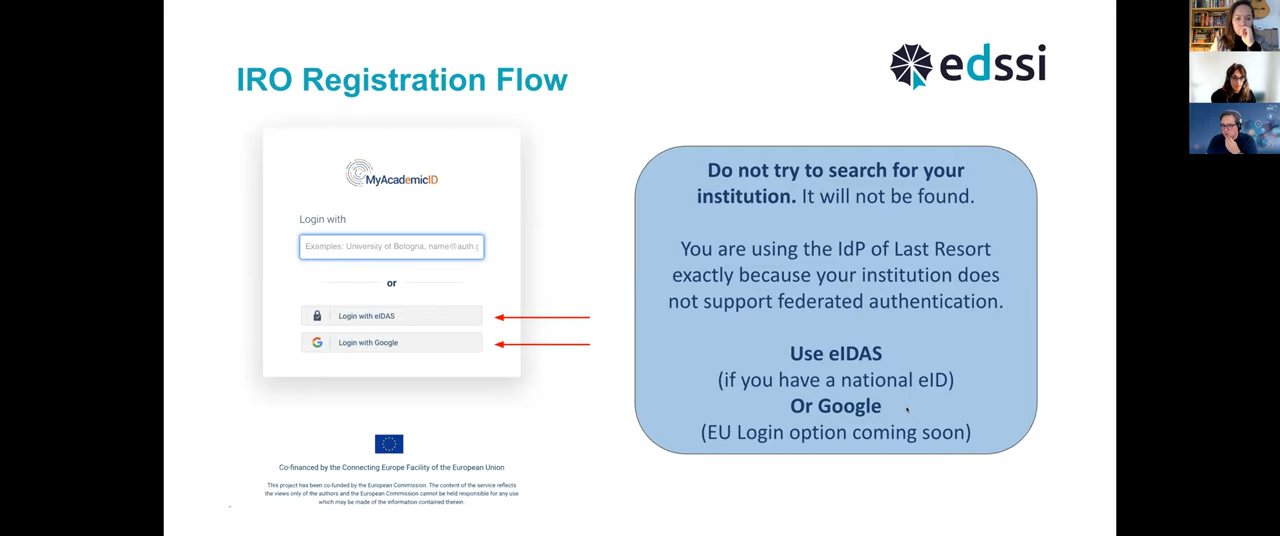 IRO Registration Flow
edssi
MyAcademicID
Login with
Examples: University of Bologna, name@auth.g
or
Login with eIDAS
Login with Google
Co-financed by the Connecting Europe Facility of the European Union
This project has been co-funded by the European Commission. The content of the service reflects
the views only of the authors and the European Commission cannot be held responsible for any use
which may be made of the information contained therein.
Do not try to search for your
institution. It will not be found.
You are using the IdP of Last Resort
exactly because your institution does
not support federated authentication.
Use eIDAS
(if you have a national eID)
Or Google
(EU Login option coming soon)